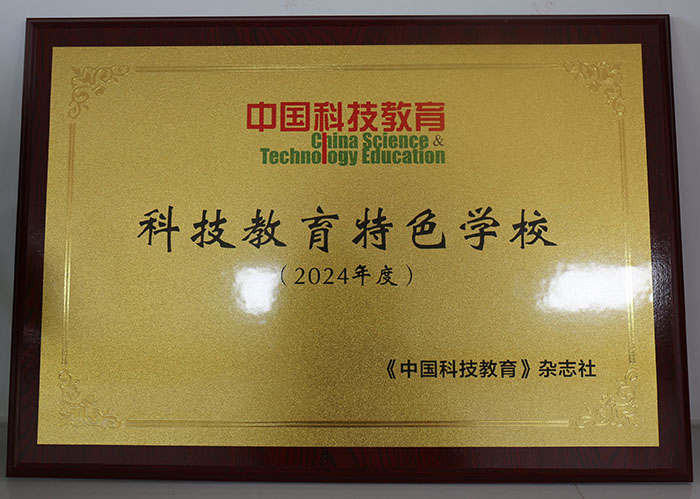 中国科技教育
China Science &
Technology Education
科技教育特色学校
（2024年度）
《中国科技教育》杂志社